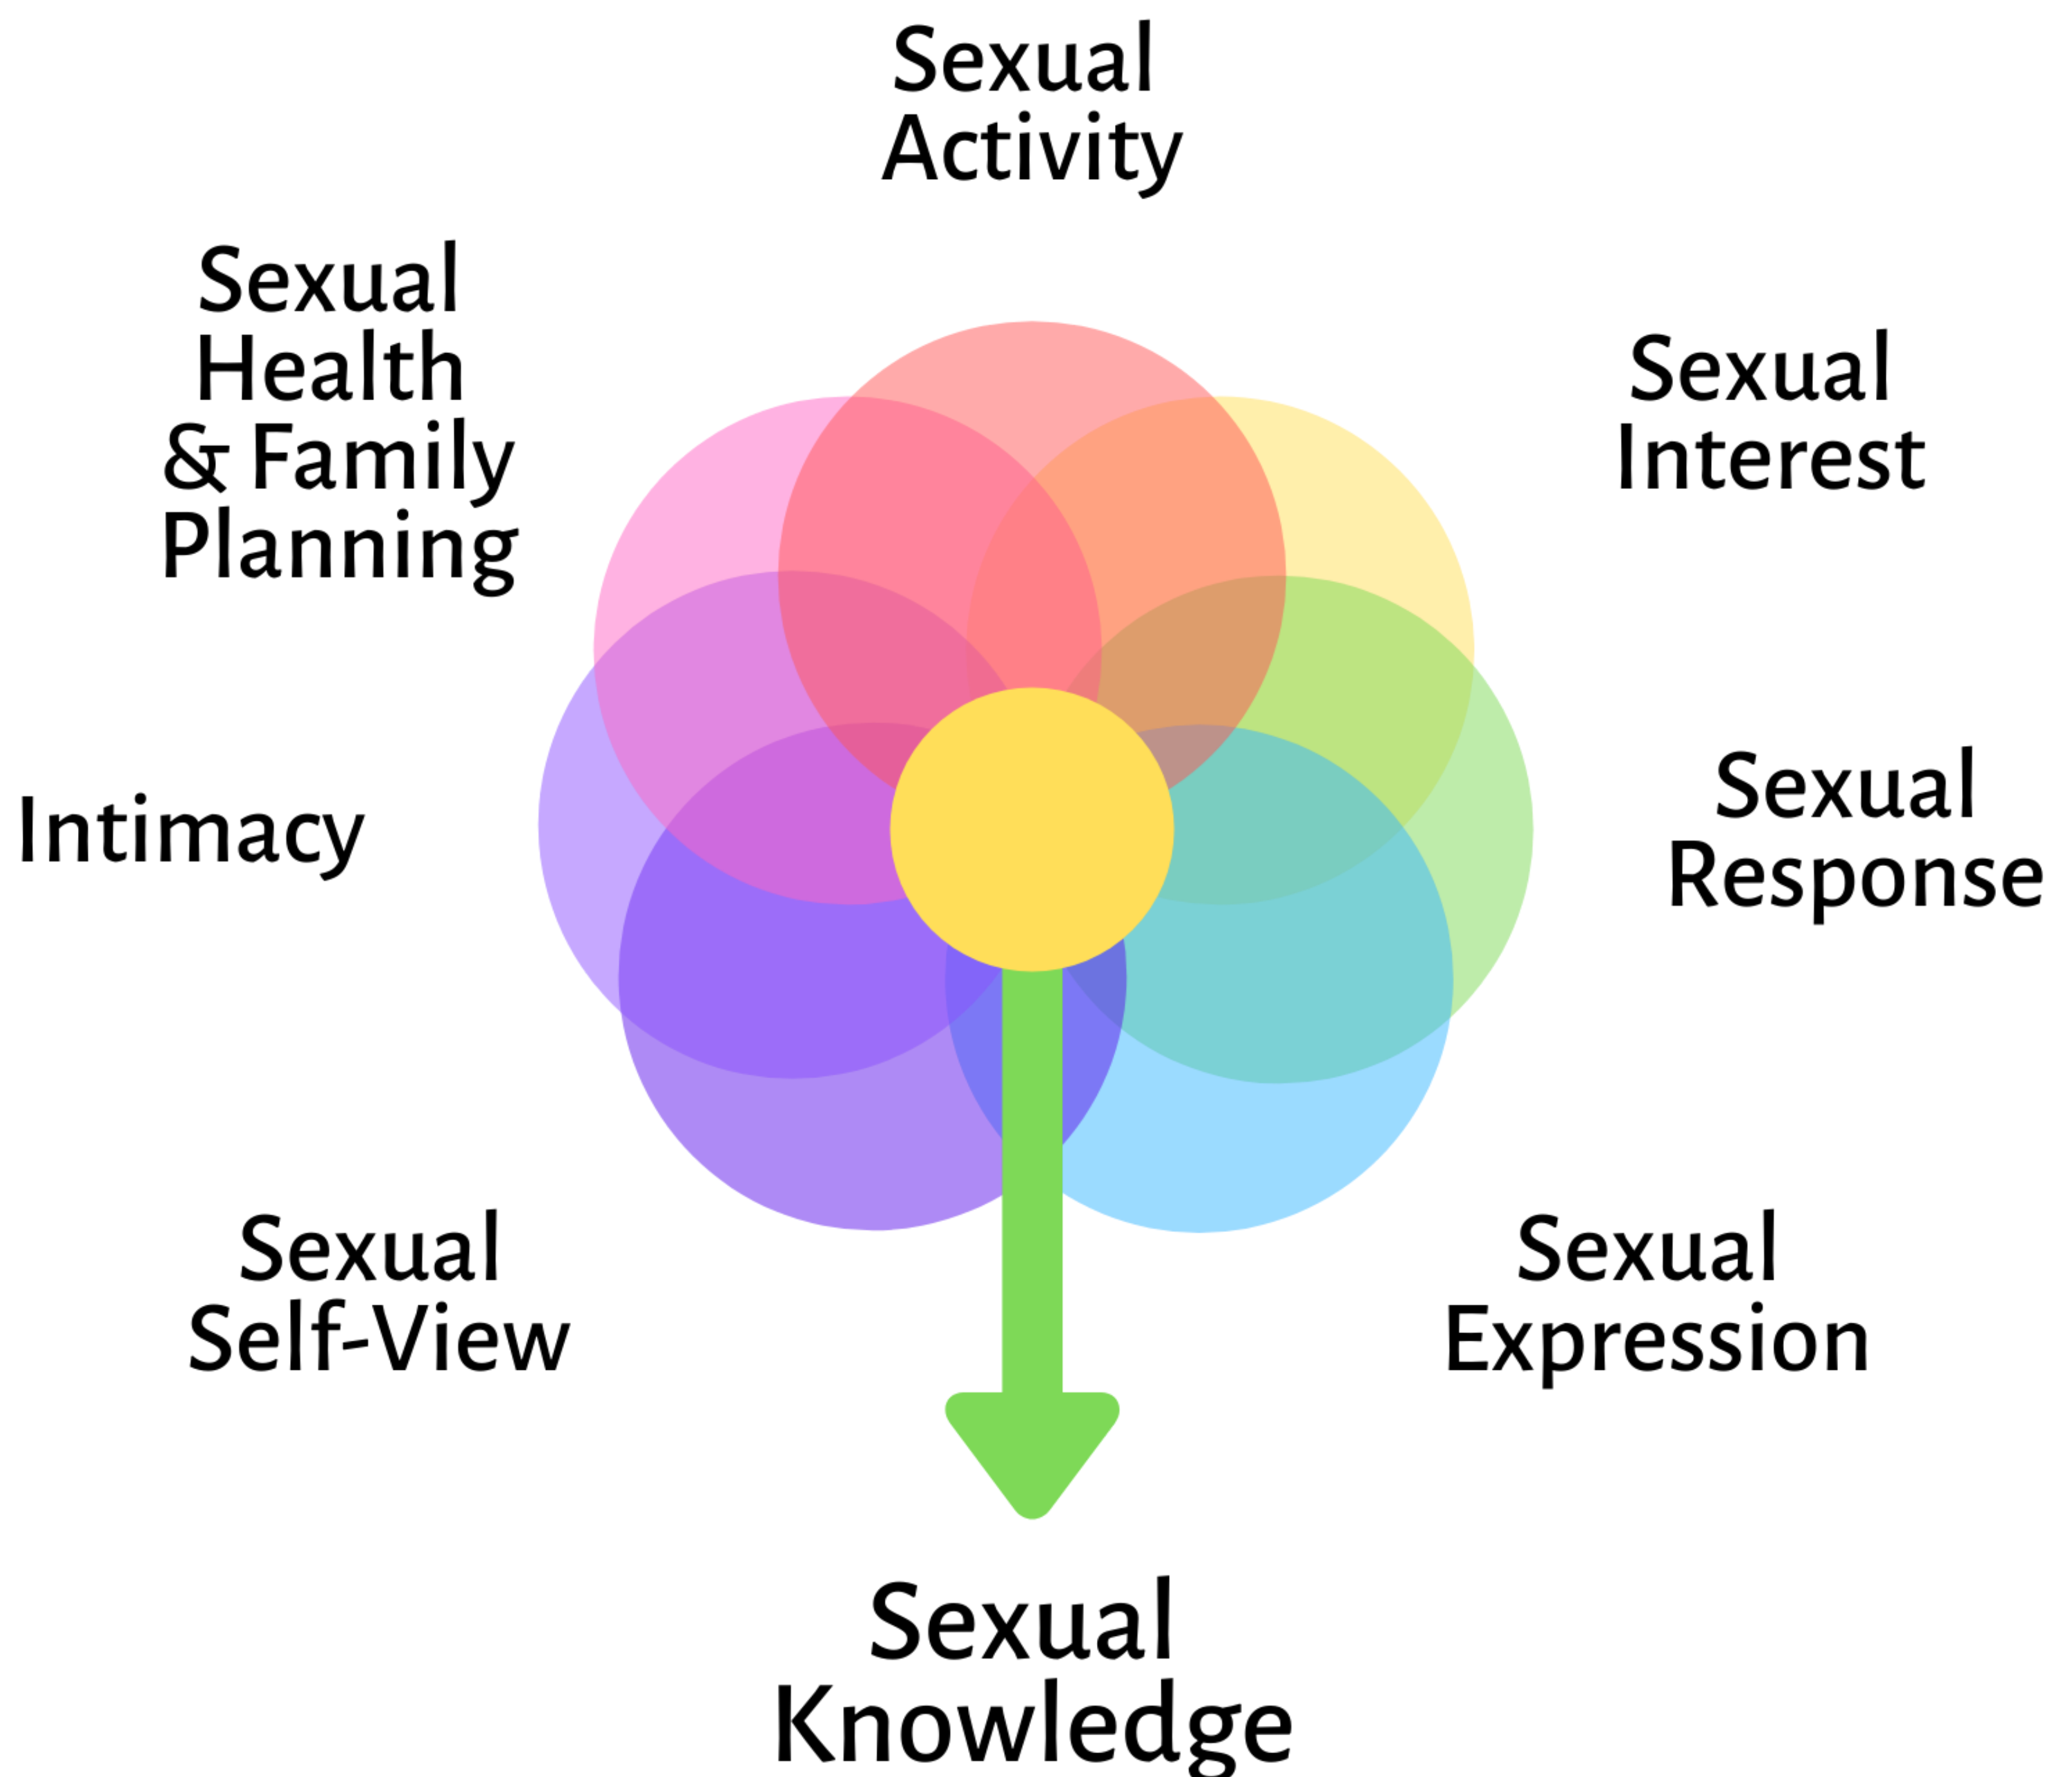 Sexual
Activity
Sexual
Health
& Family
Planning
Sexual
Interest
Sexual
Response
Intimacy
Sexual
Self-View
Sexual
Expression
Sexual
Knowledge